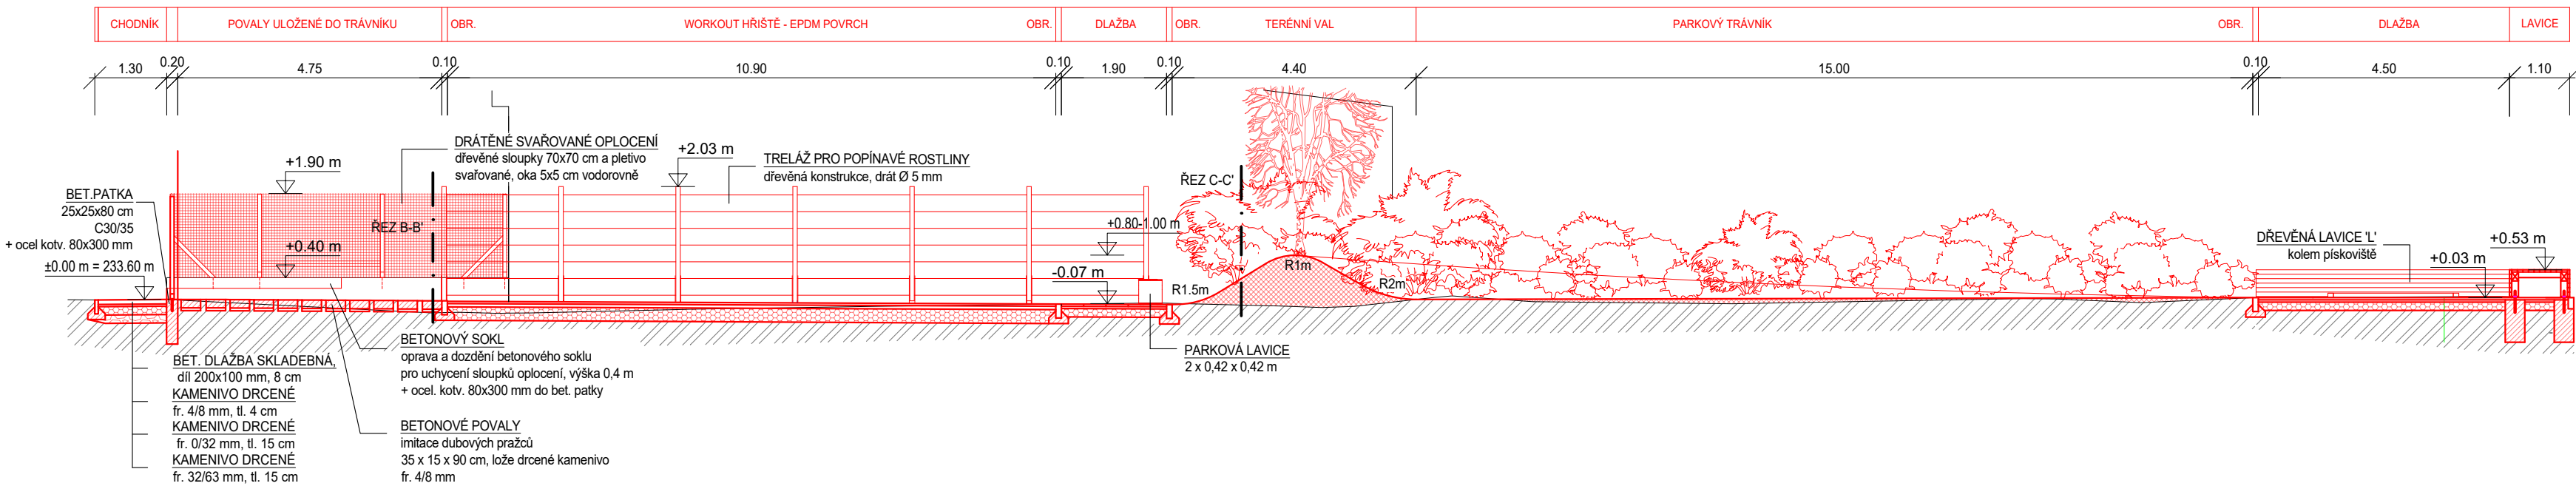 CHODNÍK
POVALY ULOŽENÉ DO TRÁVNÍKU
OBR.
WORKOUT HŘIŠTĚ - EPDM POVRCH
OBR.
DLAŽBA
OBR.
TERÉNNÍ VAL
PARKOVÝ TRÁVNÍK
OBR.
DLAŽBA
LAVICE
1.30
0.20
4.75
0.10
10.90
0.10
1.90
0.10
4.40
15.00
0.10
4.50
1.10
DRÁTĚNÉ SVAŘOVANÉ OPLOCENÍ
dřevěné sloupky 70x70 cm a pletivo
svařované, oka 5x5 cm vodorovně
+1.90 m
+2.03 m
TRELÁŽ PRO POPÍNAVÉ ROSTLINY
dřevěná konstrukce, drát Ø 5 mm
BET.PATKA
25x25x80 cm
C30/35
+ ocel kotv. 80x300 mm
±0.00 m = 233.60 m
ŘEZ B-B'
+0.40 m
ŘEZ C-C'
+0.80-1.00 m
-0.07 m
R1.5m
R1m
R2m
DŘEVĚNÁ LAVICE 'L'
kolem pískoviště
+0.03 m
+0.53 m
BET. DLAŽBA SKLADEBNÁ,
díl 200x100 mm, 8 cm
KAMENIVO DRCENÉ
fr. 4/8 mm, tl. 4 cm
KAMENIVO DRCENÉ
fr. 0/32 mm, tl. 15 cm
KAMENIVO DRCENÉ
fr. 32/63 mm, tl. 15 cm
BETONOVÝ SOKL
oprava a dozdění betonového soklu
pro uchycení sloupků oplocení, výška 0,4 m
+ ocel. kotv. 80x300 mm do bet. patky
BETONOVÉ POVALY
imitace dubových pražců
35 x 15 x 90 cm, lože drcené kamenivo
fr. 4/8 mm
PARKOVÁ LAVICE
2 x 0,42 x 0,42 m